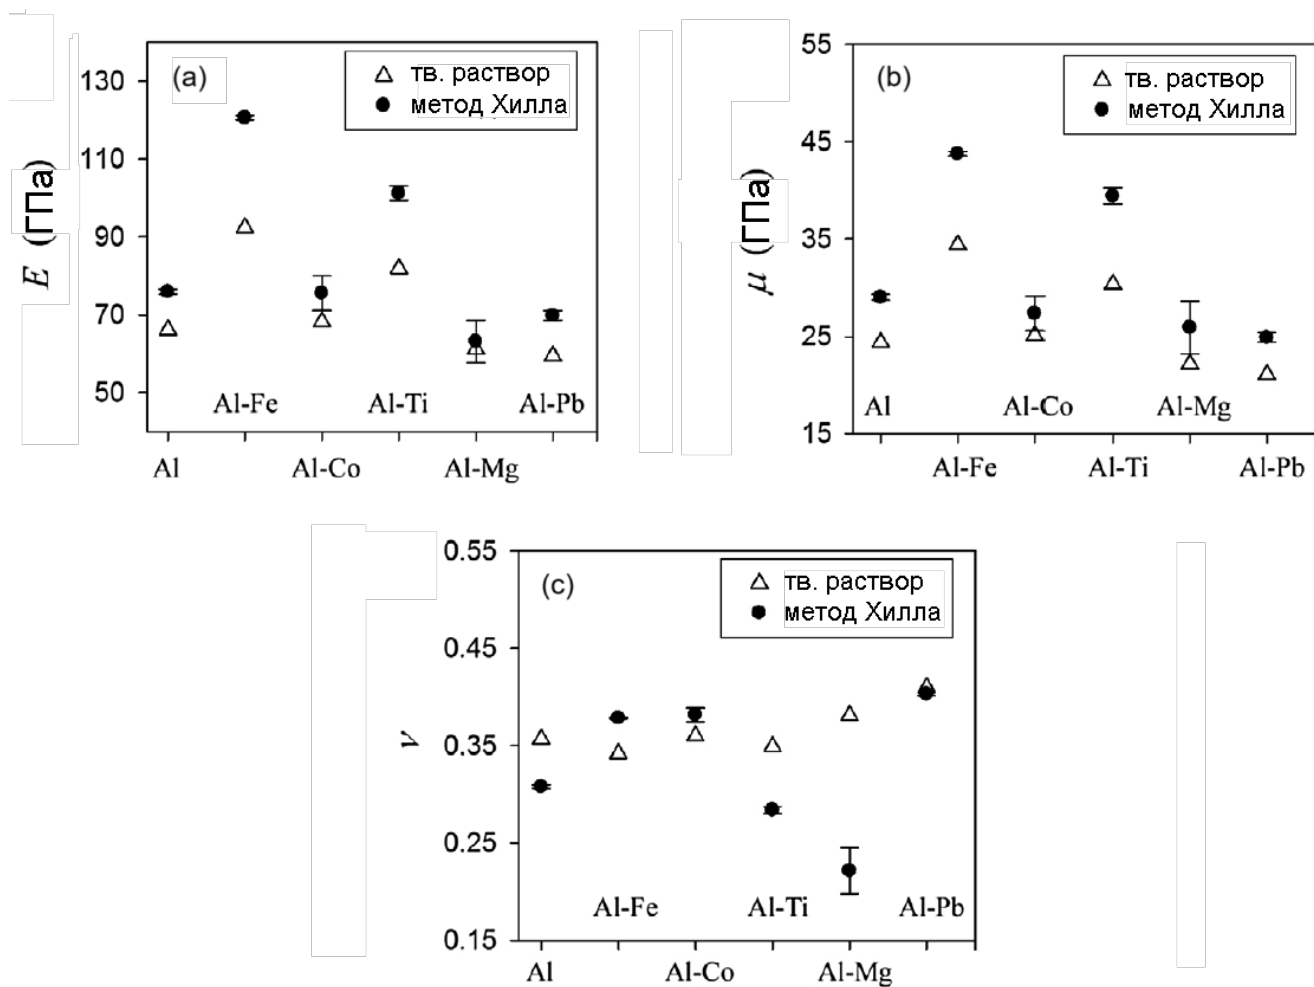 (a)
тв. раствор
метод Хилла
130
110
90
70
50
E (ГПа)
Al-Fe Al-Ti Al-Pb
Al Al-Co Al-Mg
(b)
тв. раствор
метод Хилла
55
45
35
25
15
μ (ГПа)
Al Al-Co Al-Mg
Al-Fe Al-Ti Al-Pb
(c)
тв. раствор
метод Хилла
0.55
0.45
0.35
0.25
0.15
ν
Al-Fe Al-Ti Al-Pb
Al Al-Co Al-Mg